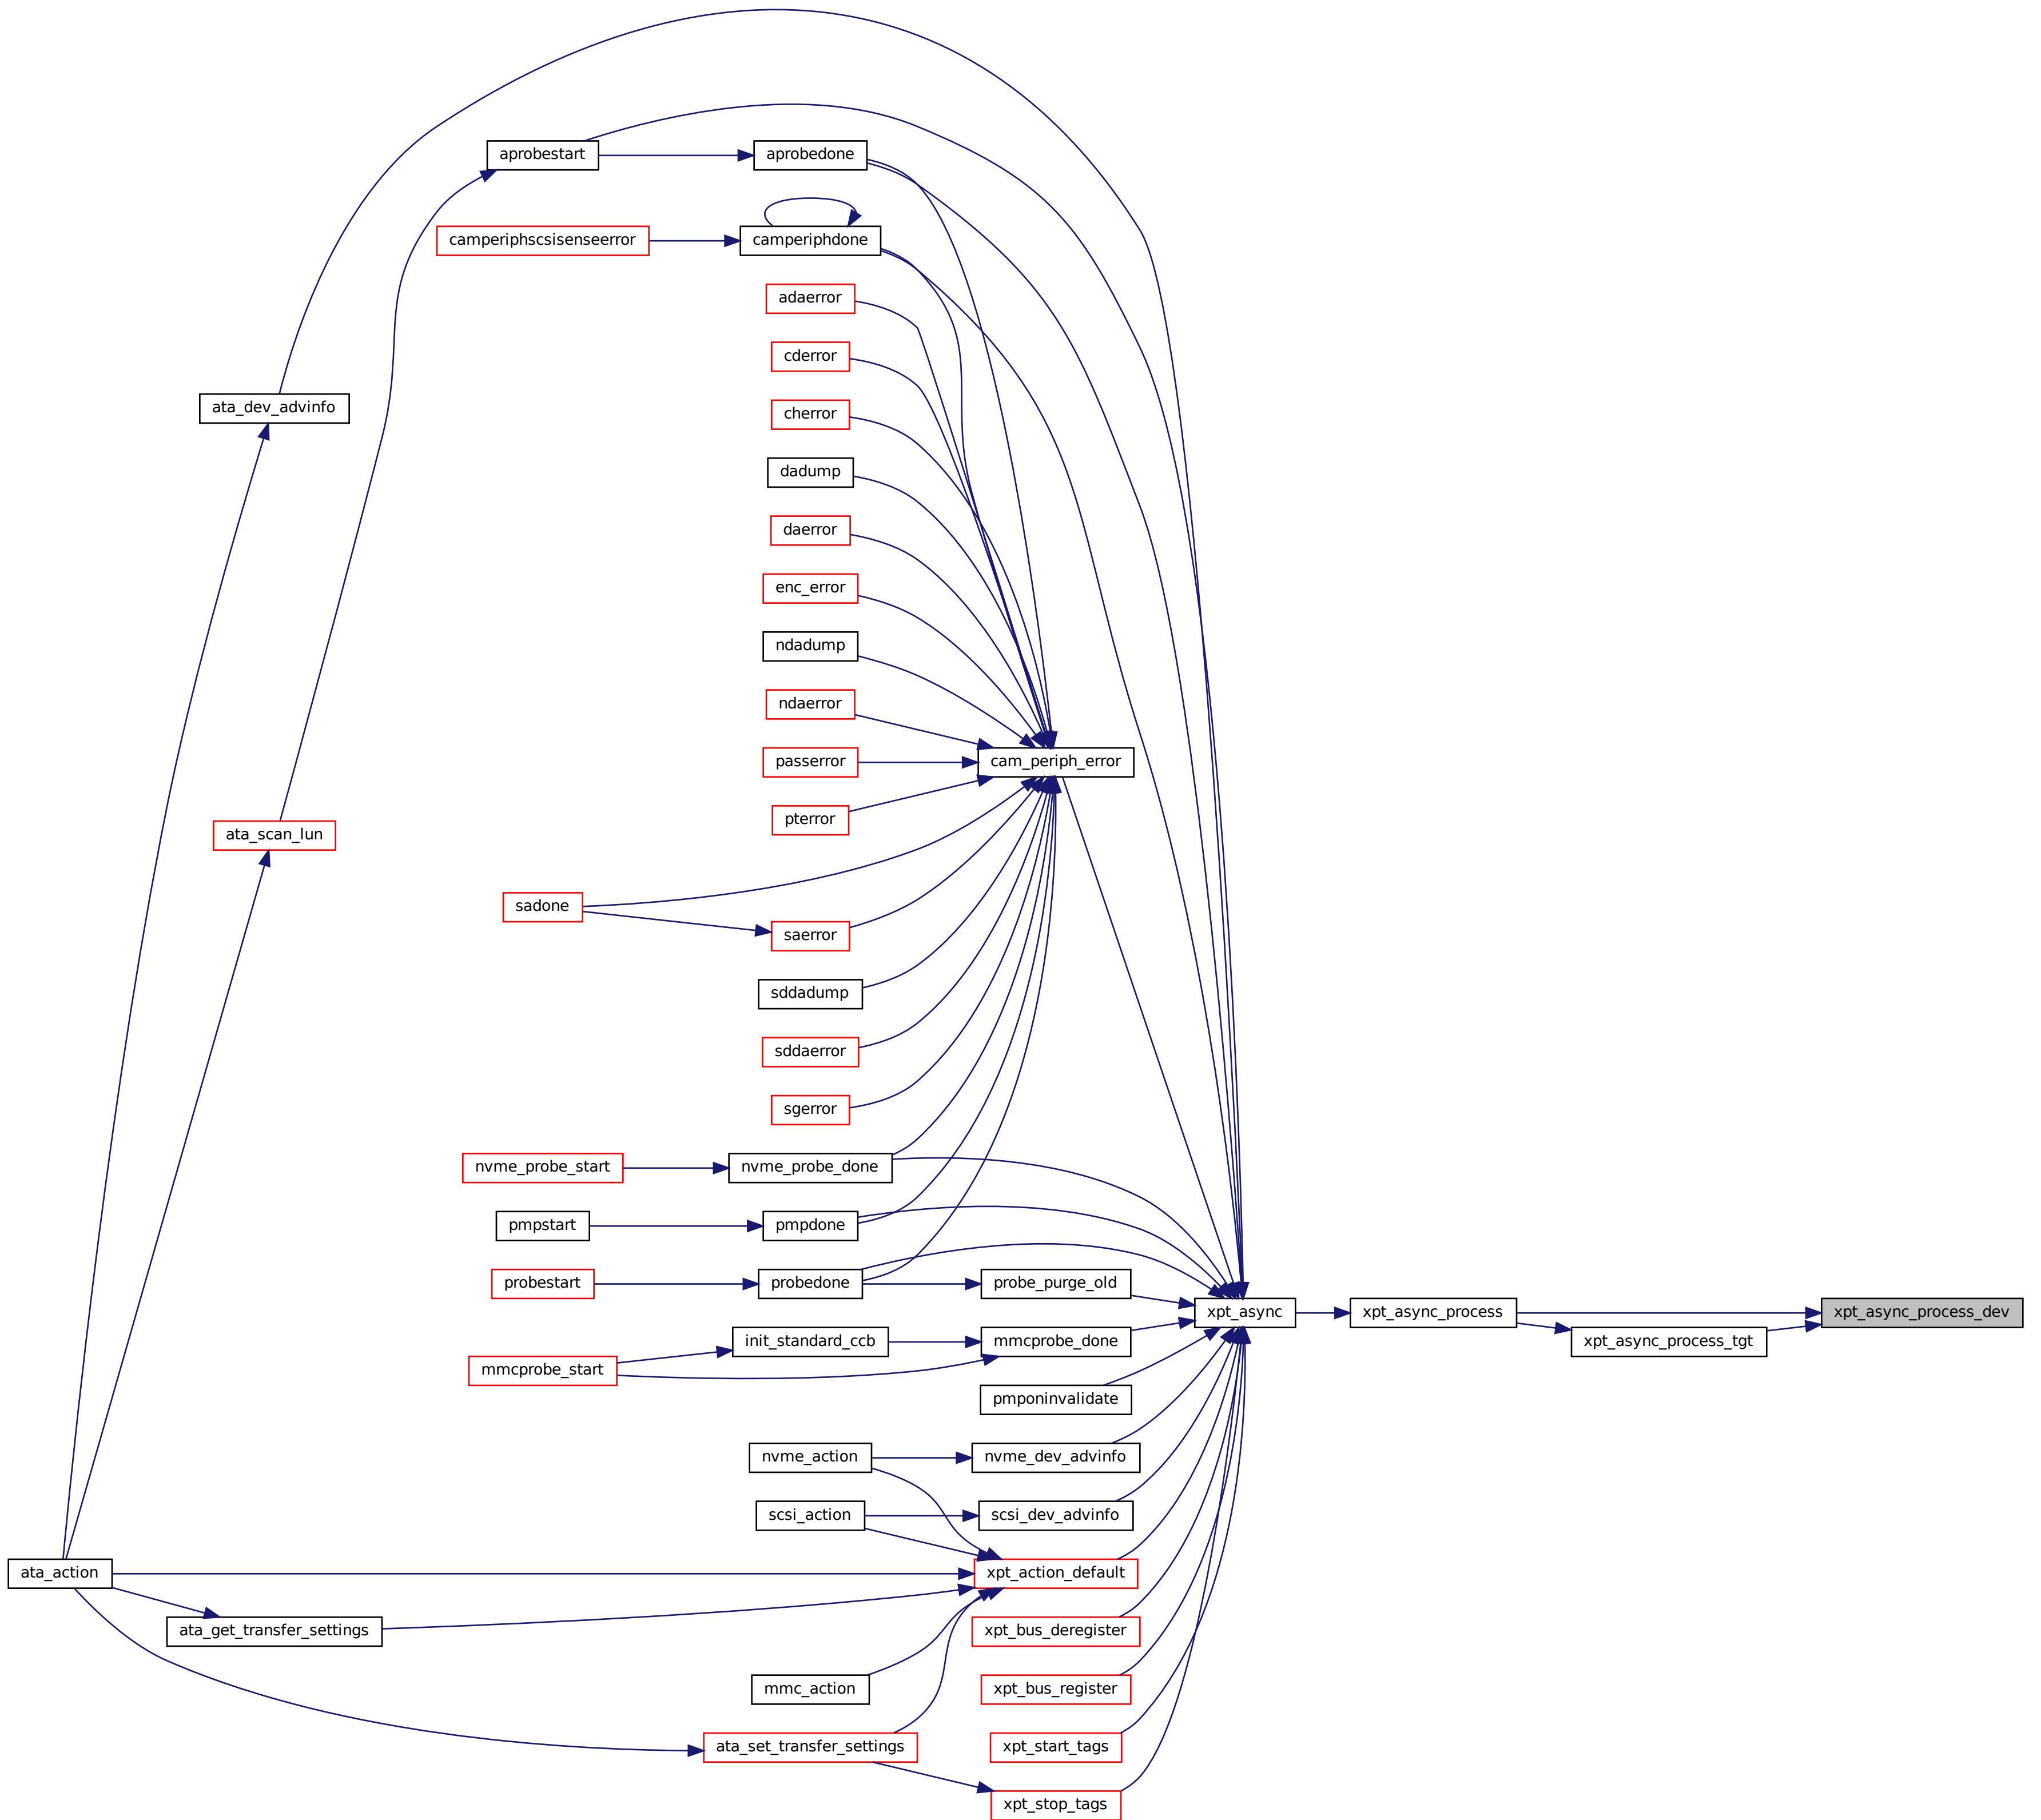 aprobestart
aprobedone
camperiphscsisenseerror
camperiphdone
adaerror
cderror
ata_dev_advinfo
cherror
dadump
daerror
enc_error
ndadump
ndaerror
passerror
cam_periph_error
pterror
ata_scan_lun
sadone
saerror
sddadump
sddaerror
sgerror
nvme_probe_start
nvme_probe_done
pmpstart
pmpdone
probestart
probedone
probe_purge_old
xpt_async
xpt_async_process
xpt_async_process_dev
mmcprobe_start
init_standard_ccb
mmcprobe_done
xpt_async_process_tgt
pmponinvalidate
nvme_action
nvme_dev_advinfo
scsi_action
scsi_dev_advinfo
ata_action
xpt_action_default
ata_get_transfer_settings
xpt_bus_deregister
mmc_action
xpt_bus_register
ata_set_transfer_settings
xpt_start_tags
xpt_stop_tags